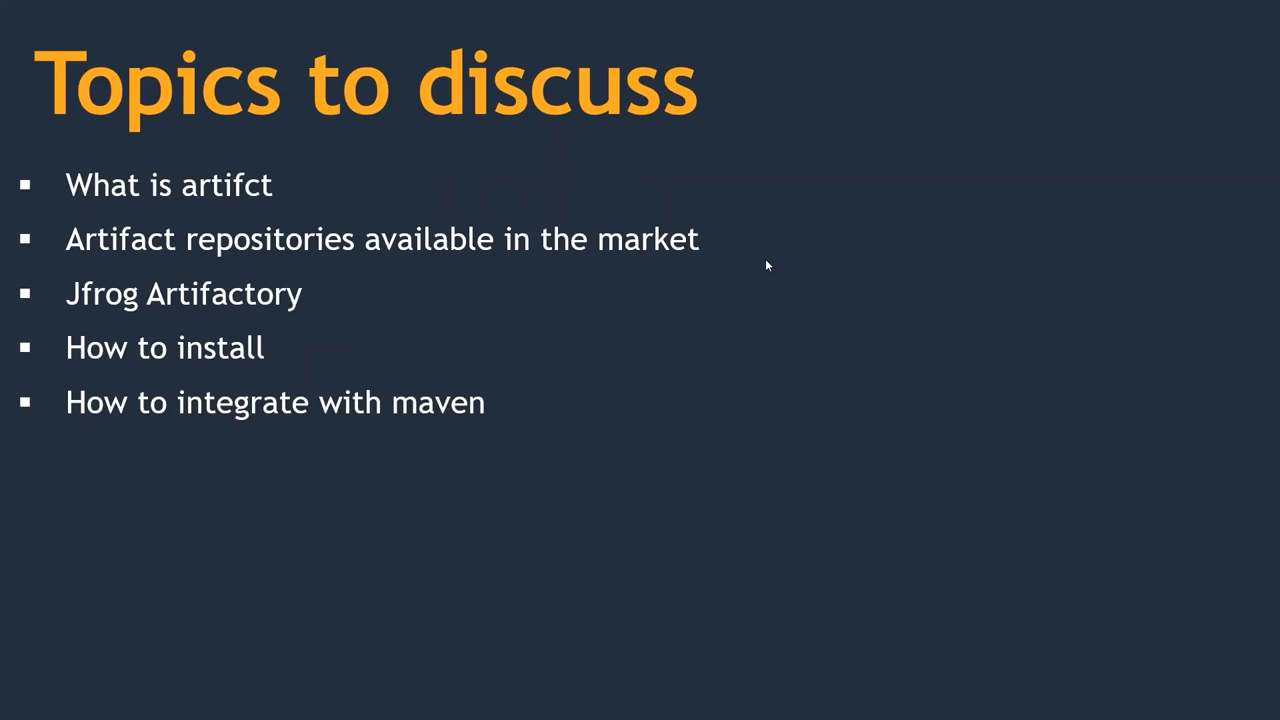 Topics to discuss
▪ What is artifct
▪ Artifact repositories available in the market
▪ Jfrog Artifactory
▪ How to install
▪ How to integrate with maven